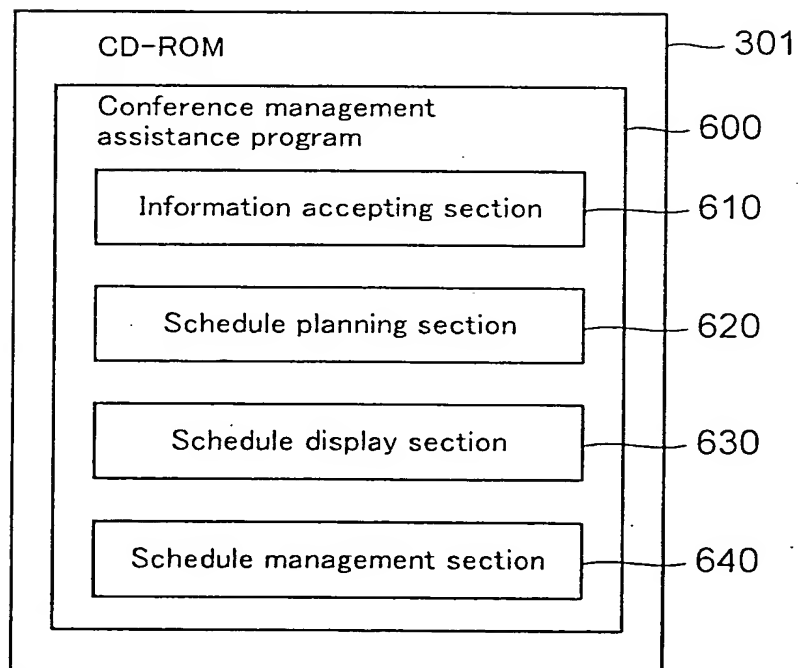 CD-ROM
301
Conference management
assistance program
600
Information accepting section
610
Schedule planning section
620
Schedule display section
630
Schedule management section
640